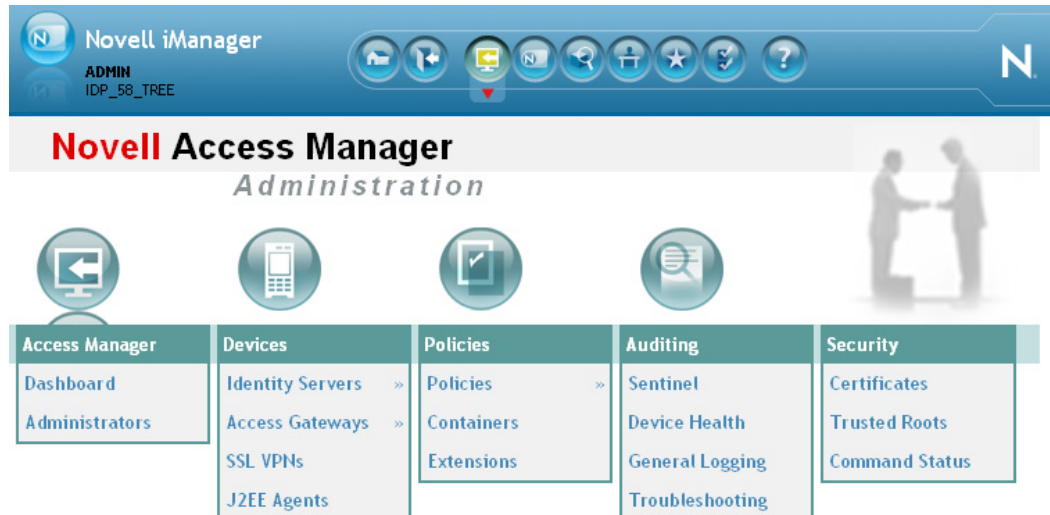 Novell iManager
ADMIN
IDP_58_TREE
N
Novell Access Manager
Administration
Access Manager
Dashboard
Administrators
Devices
Identity Servers »
Access Gateways »
SSL VPNs
J2EE Agents
Policies
Policies »
Containers
Extensions
Auditing
Sentinel
Device Health
General Logging
Troubleshooting
Security
Certificates
Trusted Roots
Command Status